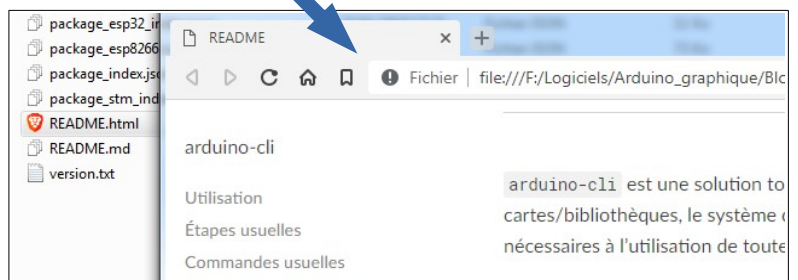 package_esp32_i
package_esp8266
package_index.js
package_stm_ind
README.html
README.md
version.txt
README
Fichier file:///F:/Logiciels/Arduino_graphique/Blo
arduino-cli
Utilisation
Étapes usuelles
Commandes usuelles
arduino-cli est une solution to
cartes/bibliothèques, le système
nécessaires à l'utilisation de toute